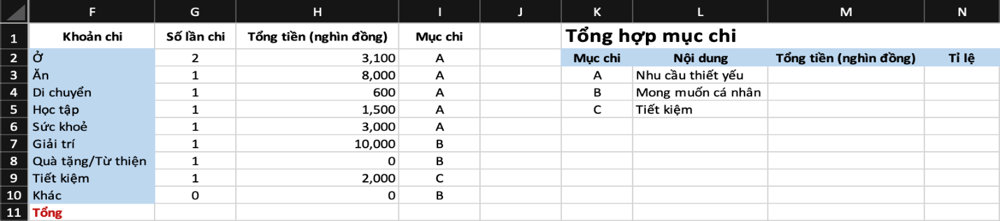 F G H I J K L M N
1 Khoản chi Số lần chi Tổng tiền (nghìn đồng) Mục chi Tổng hợp mục chi
2 Ở 2 3,100 A Mục chi Nội dung Tổng tiền (nghìn đồng) Tỉ lệ
3 Ăn 1 8,000 A A Nhu cầu thiết yếu
4 Di chuyển 1 600 A B Mong muốn cá nhân
5 Học tập 1 1,500 A C Tiết kiệm
6 Sức khoẻ 1 3,000 A
7 Giải trí 1 10,000 B
8 Quà tặng/Từ thiện 1 0 B
9 Tiết kiệm 1 2,000 C
10 Khác 0 0 B
11 Tổng